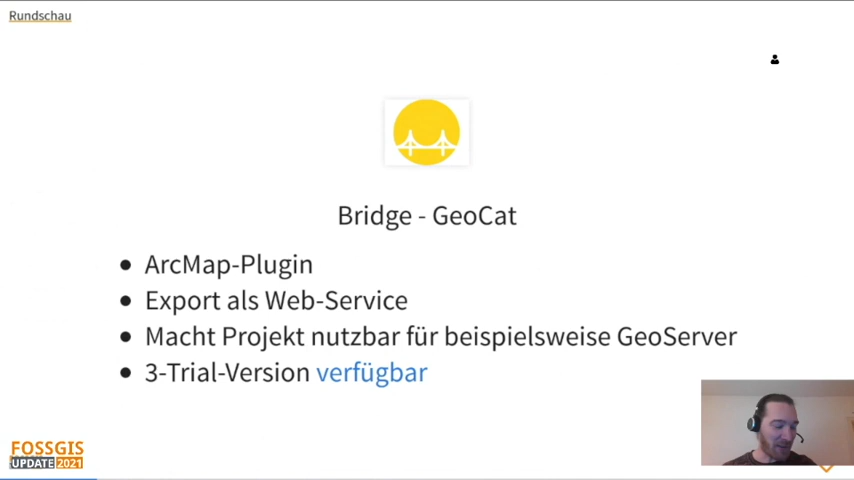 Rundschau
Bridge - GeoCat
ArcMap-Plugin
Export als Web-Service
Macht Projekt nutzbar für beispielsweise GeoServer
3-Trial-Version verfügbar
FOSSGIS
UPDATE 2021